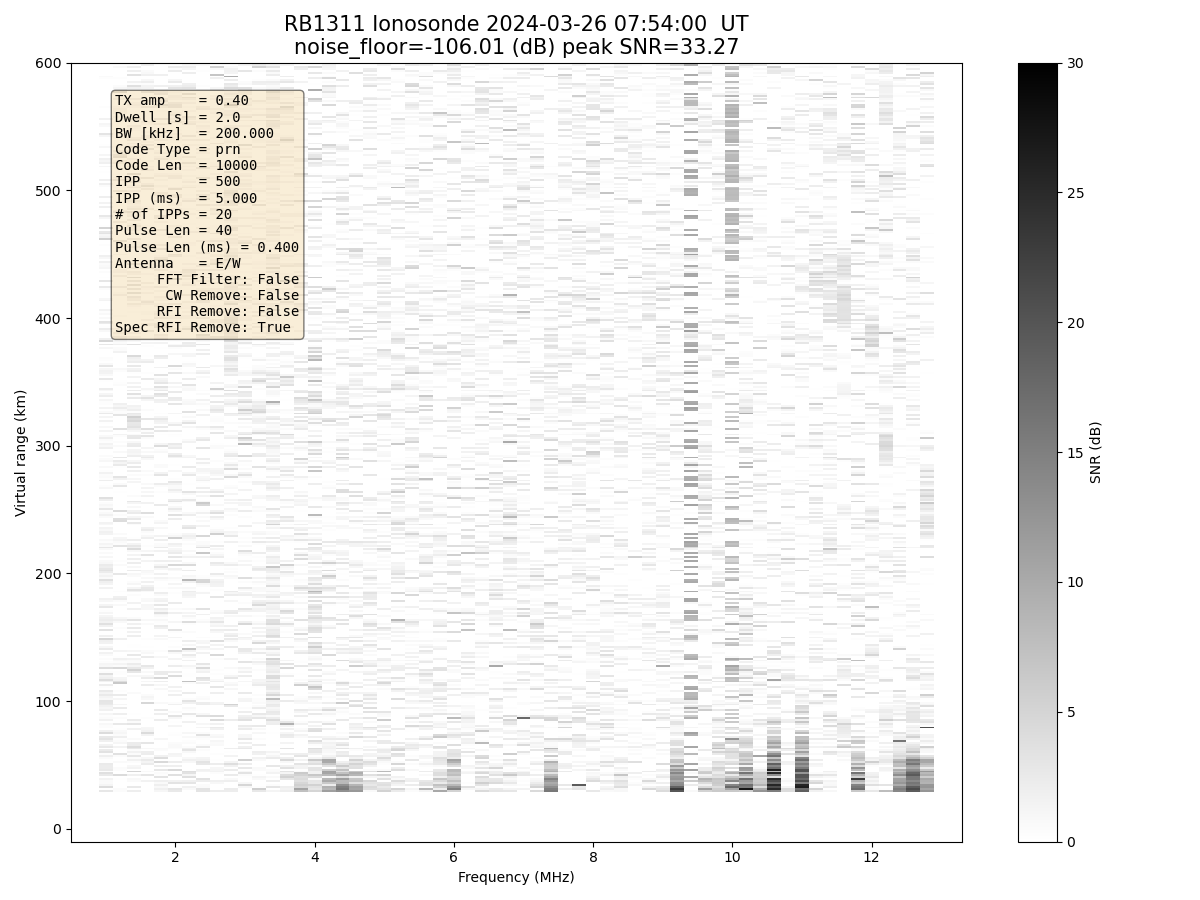 RB1311 Ionosonde 2024-03-26 07:54:00  UT
noise_floor=-106.01 (dB) peak SNR=33.27
TX amp    = 0.40
Dwell [s] = 2.0
BW [kHz]  = 200.000
Code Type = prn
Code Len  = 10000
IPP       = 500
IPP (ms)  = 5.000
# of IPPs = 20
Pulse Len = 40
Pulse Len (ms) = 0.400
Antenna   = E/W
FFT Filter: False
CW Remove: False
RFI Remove: False
Spec RFI Remove: True
Virtual range (km)
600
500
400
300
200
100
0
2
4
6
8
10
12
Frequency (MHz)
30
25
20
15
10
5
0
SNR (dB)